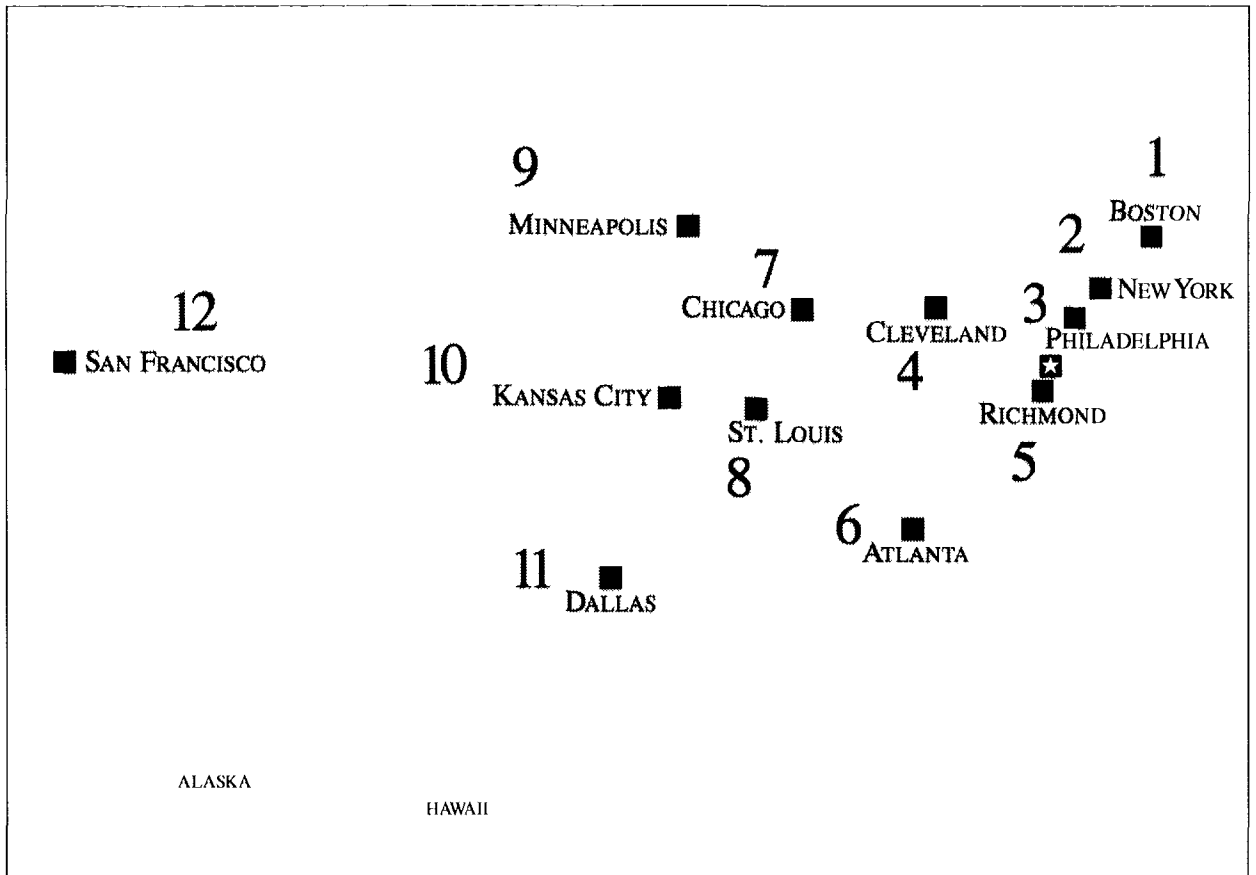 1
9
BOSTON
MINNEAPOLIS
2
7
NEW YORK
12
CHICAGO
3
CLEVELAND
PHILADELPHIA
SAN FRANCISCO
10
4
KANSAS CITY
RICHMOND
ST. LOUIS
5
8
6
ATLANTA
11
DALLAS
ALASKA
HAWAII